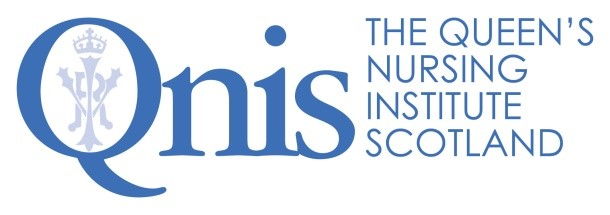 Qnis
THE QUEEN'S
NURSING
INSTITUTE
SCOTLAND